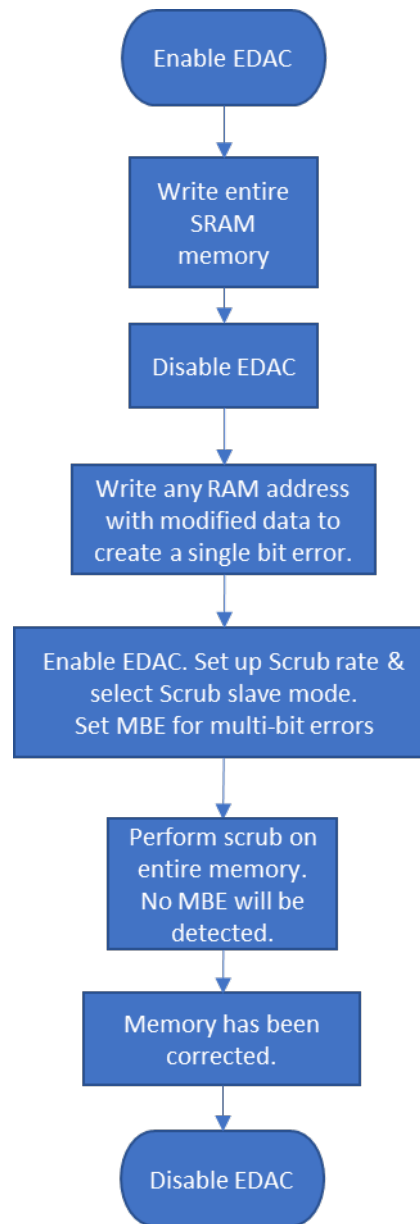 Enable EDAC
Write entire
SRAM
memory
Disable EDAC
Write any RAM address
with modified data to
create a single bit error.
Enable EDAC. Set up Scrub rate &
select Scrub slave mode.
Set MBE for multi-bit errors
Perform scrub on
entire memory.
No MBE will be
detected.
Memory has been
corrected.
Disable EDAC